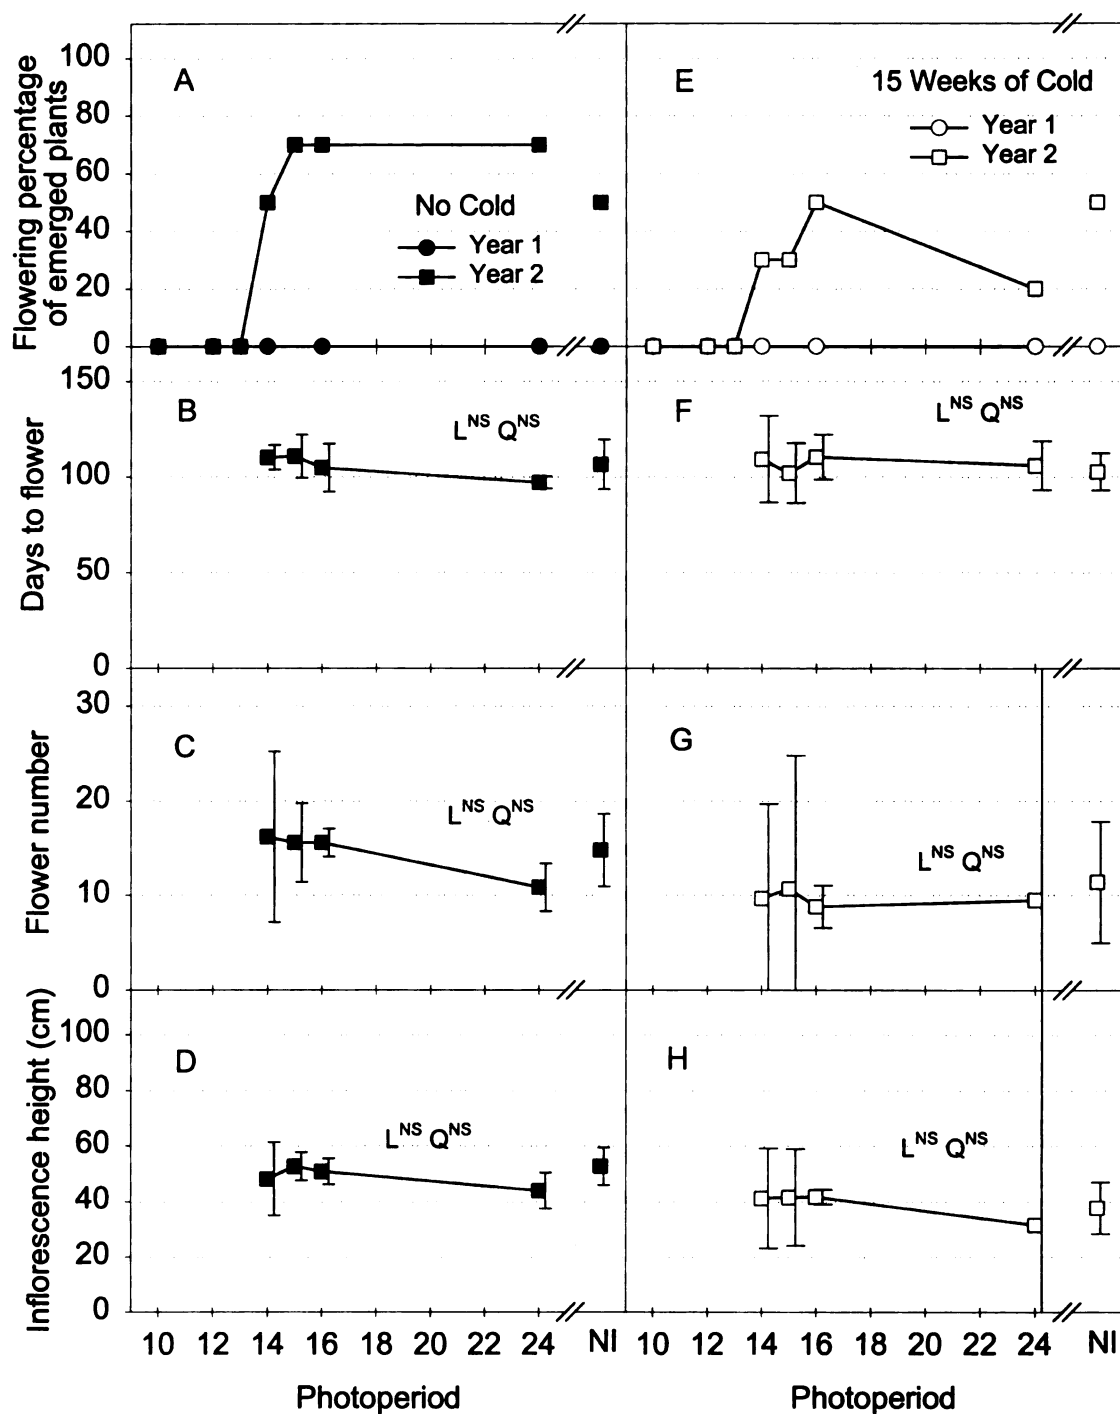 Flowering percentage
of emerged plants
100
80
60
40
20
0
A
No Cold
Year 1
Year 2
E
15 Weeks of Cold
Year 1
Year 2
Days to flower
150
100
50
0
B
L^NS Q^NS
F
L^NS Q^NS
Flower number
30
20
10
0
C
L^NS Q^NS
G
L^NS Q^NS
Inflorescence height (cm)
100
80
60
40
20
0
D
L^NS Q^NS
H
L^NS Q^NS
10 12 14 16 18 20 22 24 NI
10 12 14 16 18 20 22 24 NI
Photoperiod
Photoperiod